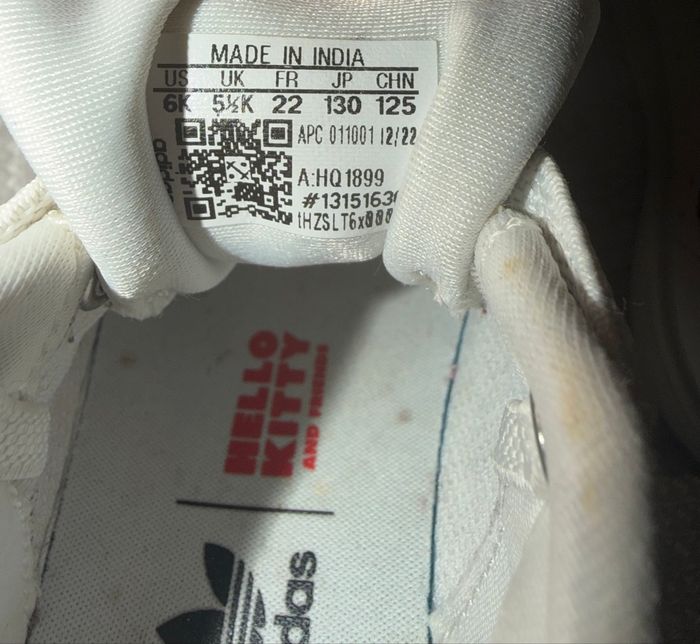 MADE IN INDIA
US UK FR JP CHN
6K 5½K 22 130 125
APC 011001 12/22
A:HQ1899
HELLO
KITTY
AND FRIENDS